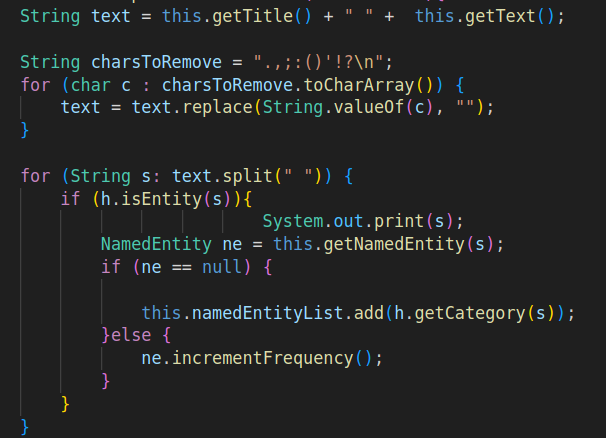 String text = this.getTitle() + " " +  this.getText();

String charsToRemove = ".,;:()'!?\n";
for (char c : charsToRemove.toCharArray()) {
    text = text.replace(String.valueOf(c), "");
}

for (String s: text.split(" ")) {
    if (h.isEntity(s)){
                        System.out.print(s);
        NamedEntity ne = this.getNamedEntity(s);
        if (ne == null) {

            this.namedEntityList.add(h.getCategory(s));
        }else {
            ne.incrementFrequency();
        }
    }
}